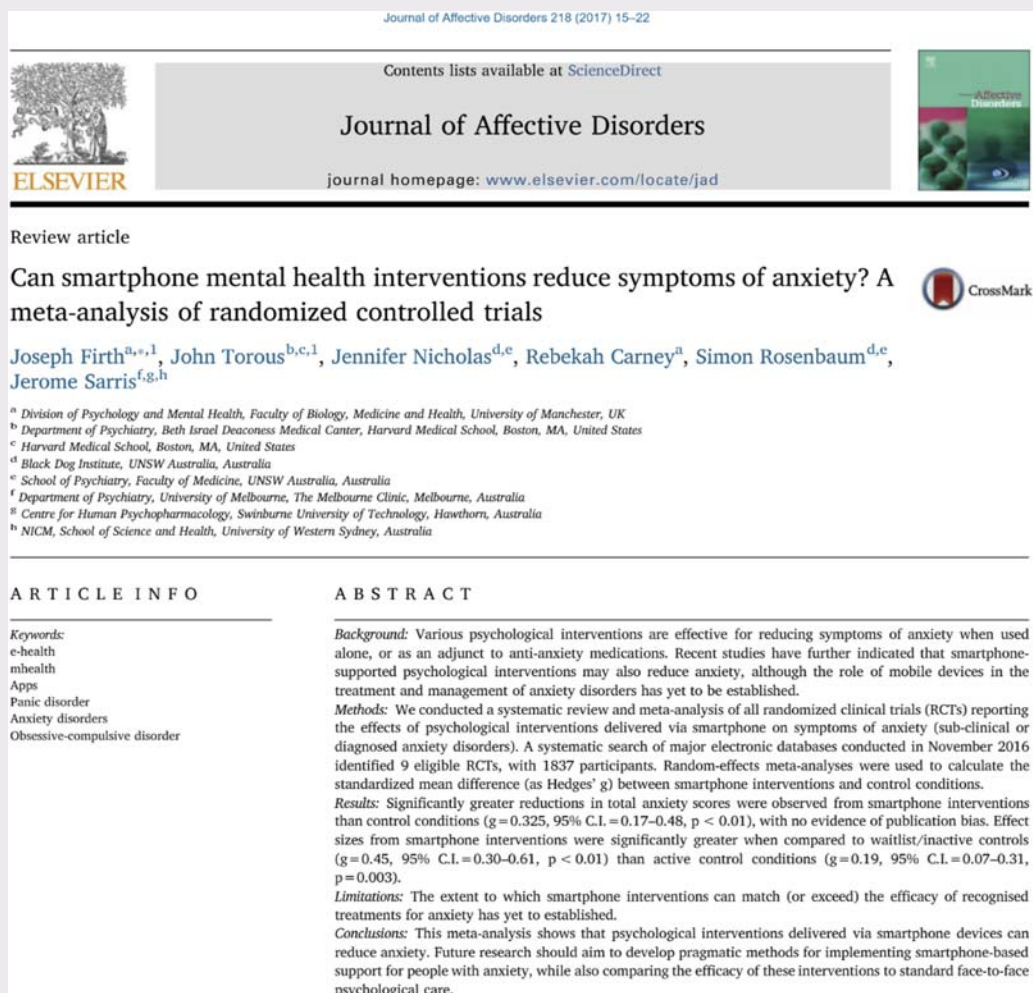 Journal of Affective Disorders 218 (2017) 15–22
Contents lists available at ScienceDirect
Journal of Affective Disorders
journal homepage: www.elsevier.com/locate/jad
ELSEVIER
Affective
Disorders
Review article
Can smartphone mental health interventions reduce symptoms of anxiety? A
meta-analysis of randomized controlled trials
CrossMark
Joseph Firth a,⁎,1, John Torous b,c,1, Jennifer Nicholas d,e, Rebekah Carney a, Simon Rosenbaum d,e,
Jerome Sarris f,g,h
a Division of Psychology and Mental Health, Faculty of Biology, Medicine and Health, University of Manchester, UK
b Department of Psychiatry, Beth Israel Deaconess Medical Canter, Harvard Medical School, Boston, MA, United States
c Harvard Medical School, Boston, MA, United States
d Black Dog Institute, UNSW Australia, Australia
e School of Psychiatry, Faculty of Medicine, UNSW Australia, Australia
f Department of Psychiatry, University of Melbourne, The Melbourne Clinic, Melbourne, Australia
g Centre for Human Psychopharmacology, Swinburne University of Technology, Hawthorn, Australia
h NICM, School of Science and Health, University of Western Sydney, Australia
ARTICLE INFO
Keywords:
e-health
mhealth
Apps
Panic disorder
Anxiety disorders
Obsessive-compulsive disorder
ABSTRACT
Background: Various psychological interventions are effective for reducing symptoms of anxiety when used
alone, or as an adjunct to anti-anxiety medications. Recent studies have further indicated that smartphone-
supported psychological interventions may also reduce anxiety, although the role of mobile devices in the
treatment and management of anxiety disorders has yet to be established.
Methods: We conducted a systematic review and meta-analysis of all randomized clinical trials (RCTs) reporting
the effects of psychological interventions delivered via smartphone on symptoms of anxiety (sub-clinical or
diagnosed anxiety disorders). A systematic search of major electronic databases conducted in November 2016
identified 9 eligible RCTs, with 1837 participants. Random-effects meta-analyses were used to calculate the
standardized mean difference (as Hedges' g) between smartphone interventions and control conditions.
Results: Significantly greater reductions in total anxiety scores were observed from smartphone interventions
than control conditions (g=0.325, 95% C.I.=0.17–0.48, p < 0.01), with no evidence of publication bias. Effect
sizes from smartphone interventions were significantly greater when compared to waitlist/inactive controls
(g=0.45, 95% C.I.=0.30–0.61, p < 0.01) than active control conditions (g=0.19, 95% C.I.=0.07–0.31,
p=0.003).
Limitations: The extent to which smartphone interventions can match (or exceed) the efficacy of recognised
treatments for anxiety has yet to established.
Conclusions: This meta-analysis shows that psychological interventions delivered via smartphone devices can
reduce anxiety. Future research should aim to develop pragmatic methods for implementing smartphone-based
support for people with anxiety, while also comparing the efficacy of these interventions to standard face-to-face
psychological care.